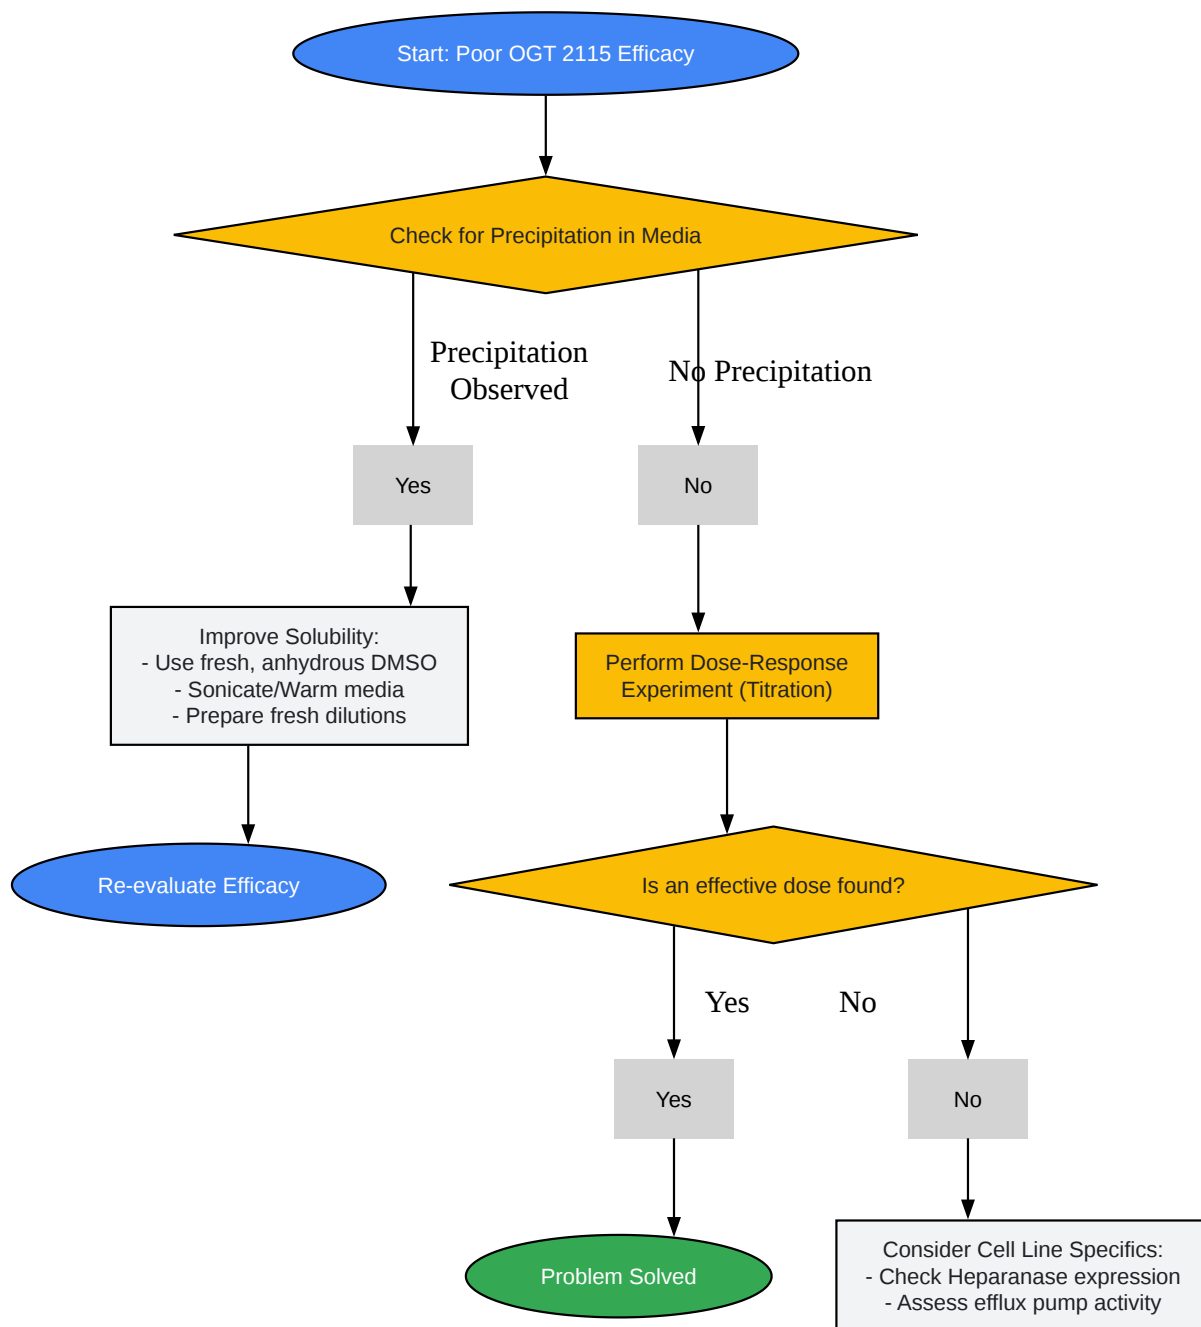 Start: Poor OGT 2115 Efficacy
Check for Precipitation in Media
Precipitation
Observed
No Precipitation
Yes
No
Improve Solubility:
- Use fresh, anhydrous DMSO
- Sonicate/Warm media
- Prepare fresh dilutions
Perform Dose-Response
Experiment (Titration)
Re-evaluate Efficacy
Is an effective dose found?
Yes
No
Yes
No
Problem Solved
Consider Cell Line Specifics:
- Check Heparanase expression
- Assess efflux pump activity